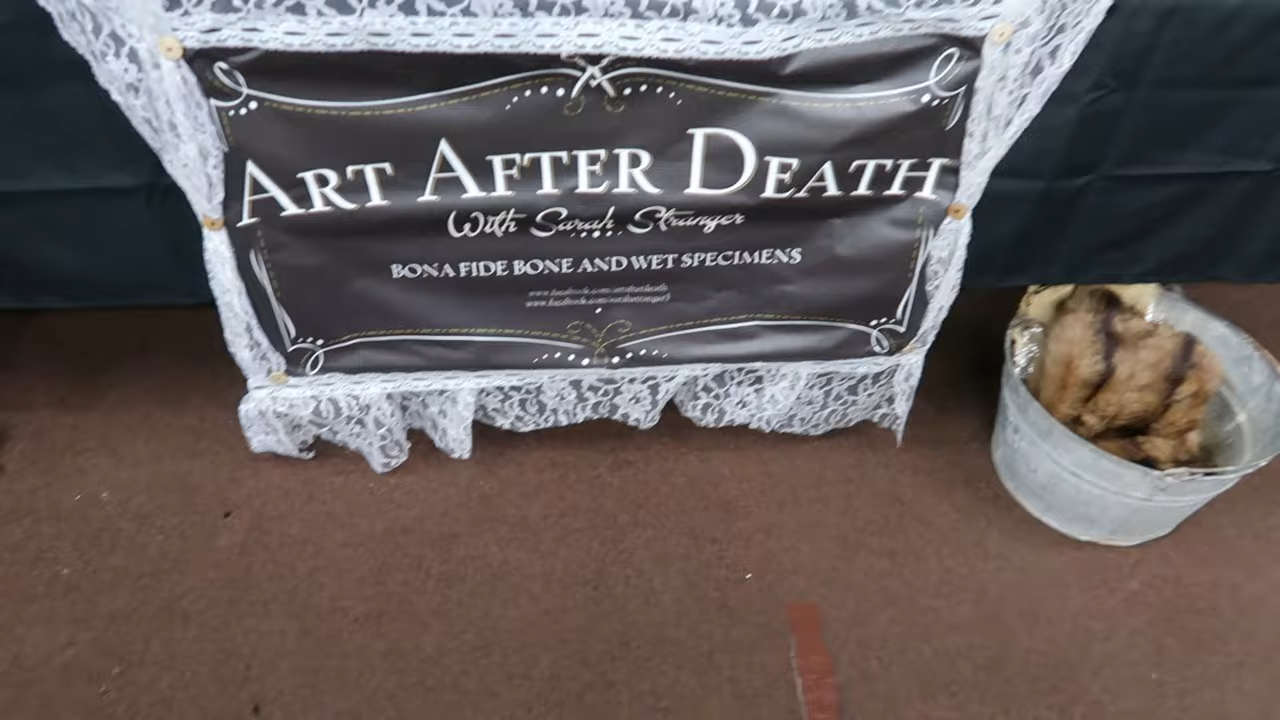 ART AFTER DEATH
With Sarah Stranger
BONA FIDE BONE AND WET SPECIMENS